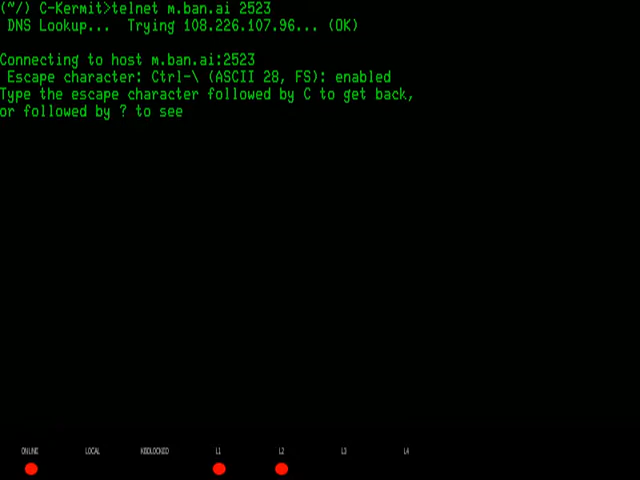 (~/) C-Kermit>telnet m.ban.ai 2523
DNS Lookup... Trying 108.226.107.96... (OK)
Connecting to host m.ban.ai:2523
Escape character: Ctrl-\ (ASCII 28, FS): enabled
Type the escape character followed by C to get back,
or followed by ? to see
ONLINE LOCAL KBDLOCKED L1 L2 L3 L4